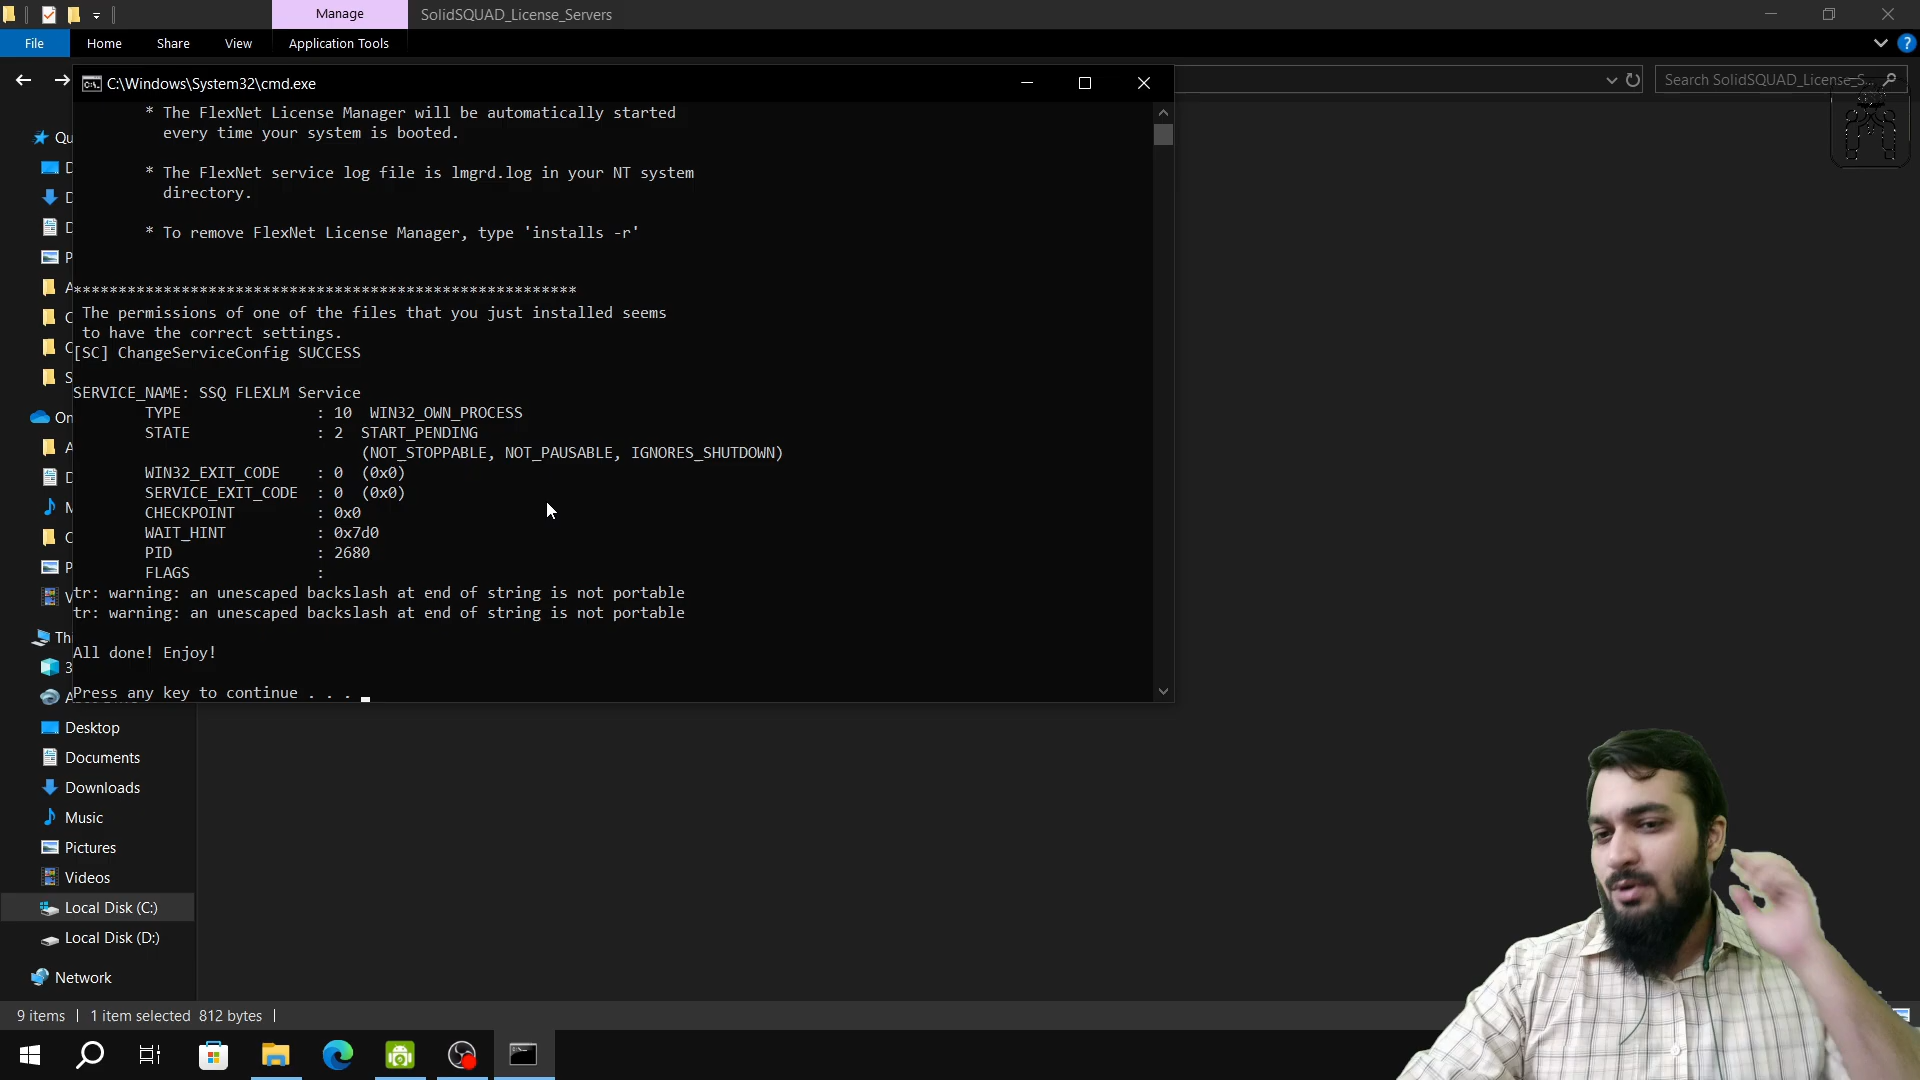 Manage
SolidSQUAD_License_Servers
File
Home
Share
View
Application Tools
C:\Windows\System32\cmd.exe
Search SolidSQUAD_License_S...
* The FlexNet License Manager will be automatically started
every time your system is booted.
* The FlexNet service log file is lmgrd.log in your NT system
directory.
* To remove FlexNet License Manager, type 'installs -r'
********************************************************
The permissions of one of the files that you just installed seems
to have the correct settings.
[SC] ChangeServiceConfig SUCCESS
SERVICE_NAME: SSQ FLEXLM Service
TYPE : 10 WIN32_OWN_PROCESS
STATE : 2 START_PENDING
(NOT_STOPPABLE, NOT_PAUSABLE, IGNORES_SHUTDOWN)
WIN32_EXIT_CODE : 0 (0x0)
SERVICE_EXIT_CODE : 0 (0x0)
CHECKPOINT : 0x0
WAIT_HINT : 0x7d0
PID : 2680
FLAGS :
tr: warning: an unescaped backslash at end of string is not portable
tr: warning: an unescaped backslash at end of string is not portable
All done! Enjoy!
Press any key to continue . . .
Desktop
Documents
Downloads
Music
Pictures
Videos
Local Disk (C:)
Local Disk (D:)
Network
9 items
1 item selected 812 bytes